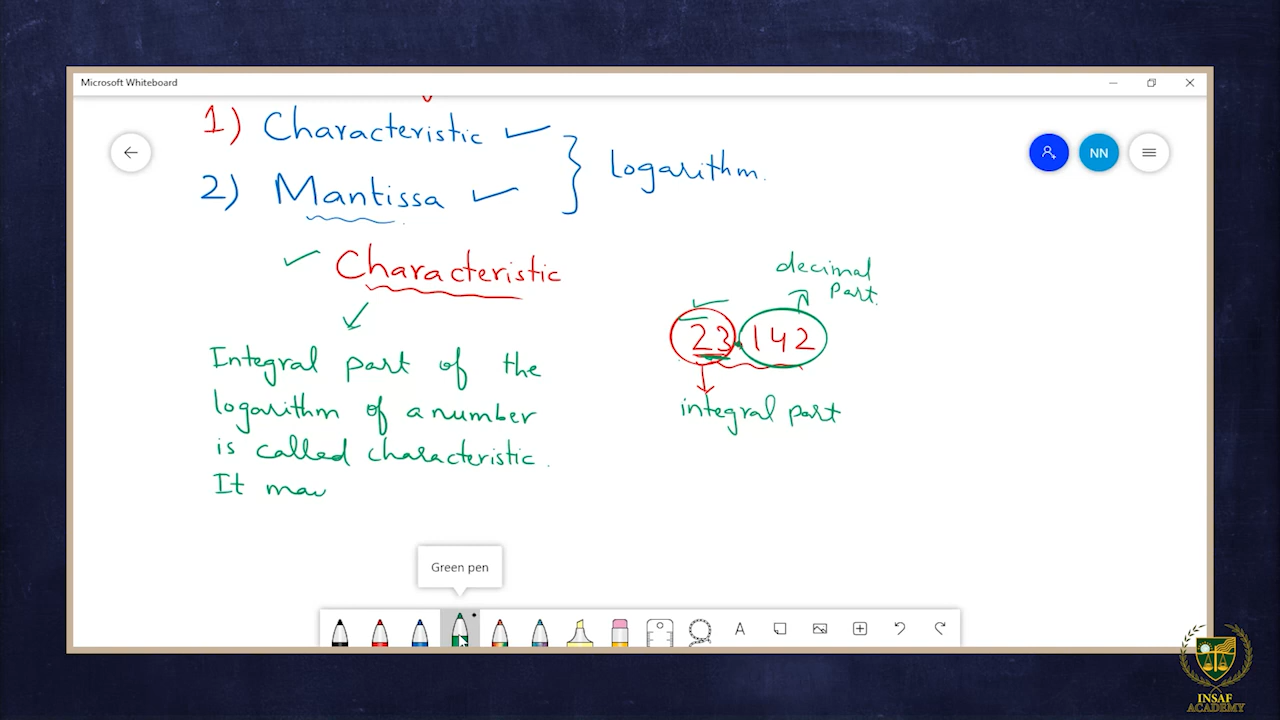 Microsoft Whiteboard
1) Characteristic
2) Mantissa
logarithm.
Characteristic
decimal
part.
23.142
integral part
Integral part of the
logarithm of a number
is called characteristic.
It may
NN
Green pen
A
INSAF
ACADEMY